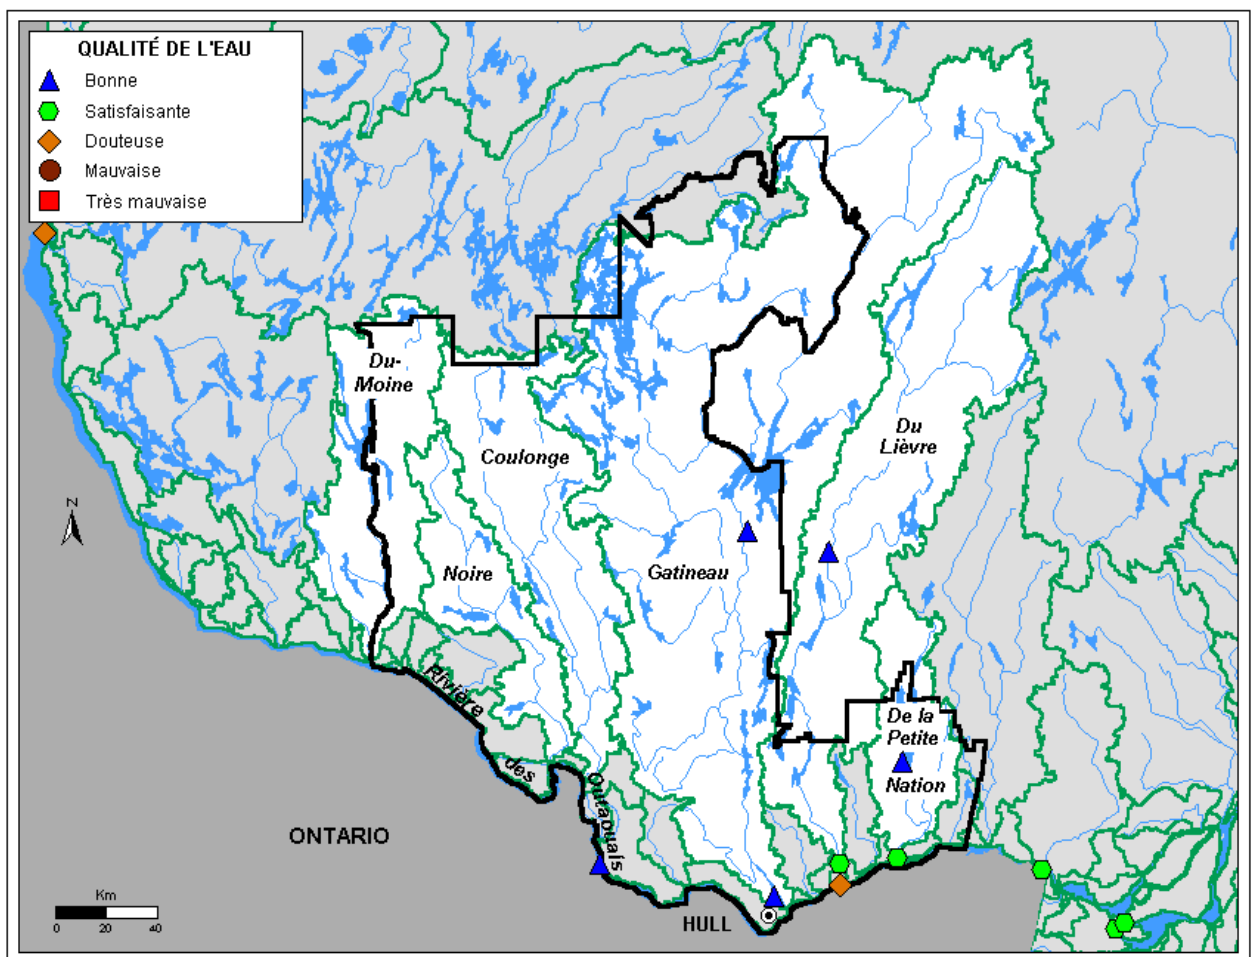 QUALITÉ DE L'EAU
Bonne
Satisfaisante
Douteuse
Mauvaise
Très mauvaise
Du-
Moine
Coulonge
Du
Lièvre
Noire
Gatineau
N
Rivière
des
Outaouais
De la
Petite
Nation
ONTARIO
HULL
Km
0 20 40